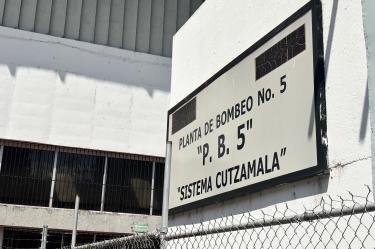 PLANTA DE BOMBEO No. 5
"P. B. 5"
"SISTEMA CUTZAMALA"